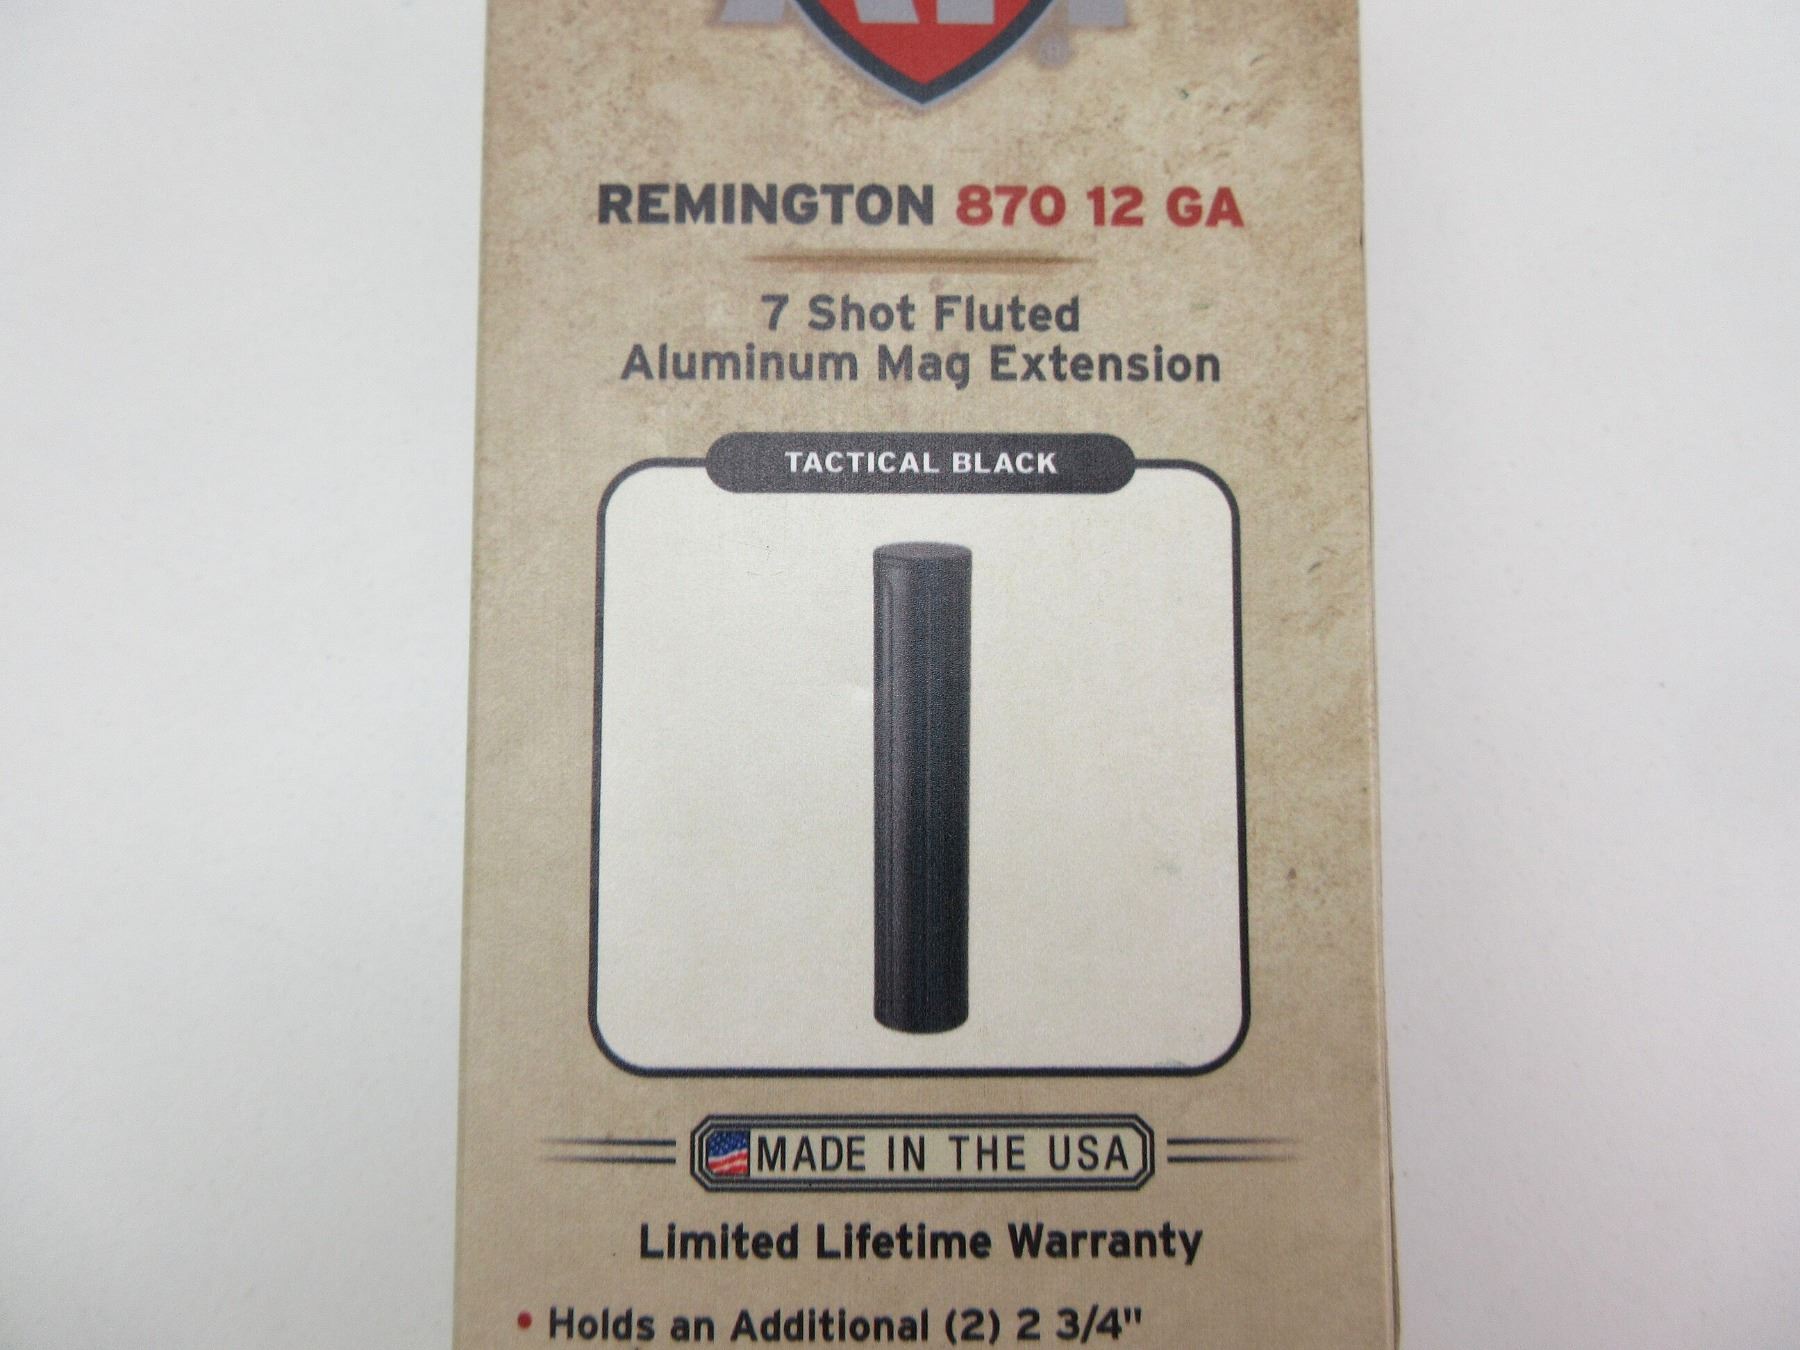 ®
REMINGTON 870 12 GA
7 Shot Fluted
Aluminum Mag Extension
TACTICAL BLACK
MADE IN THE USA
Limited Lifetime Warranty
• Holds an Additional (2) 2 3/4"